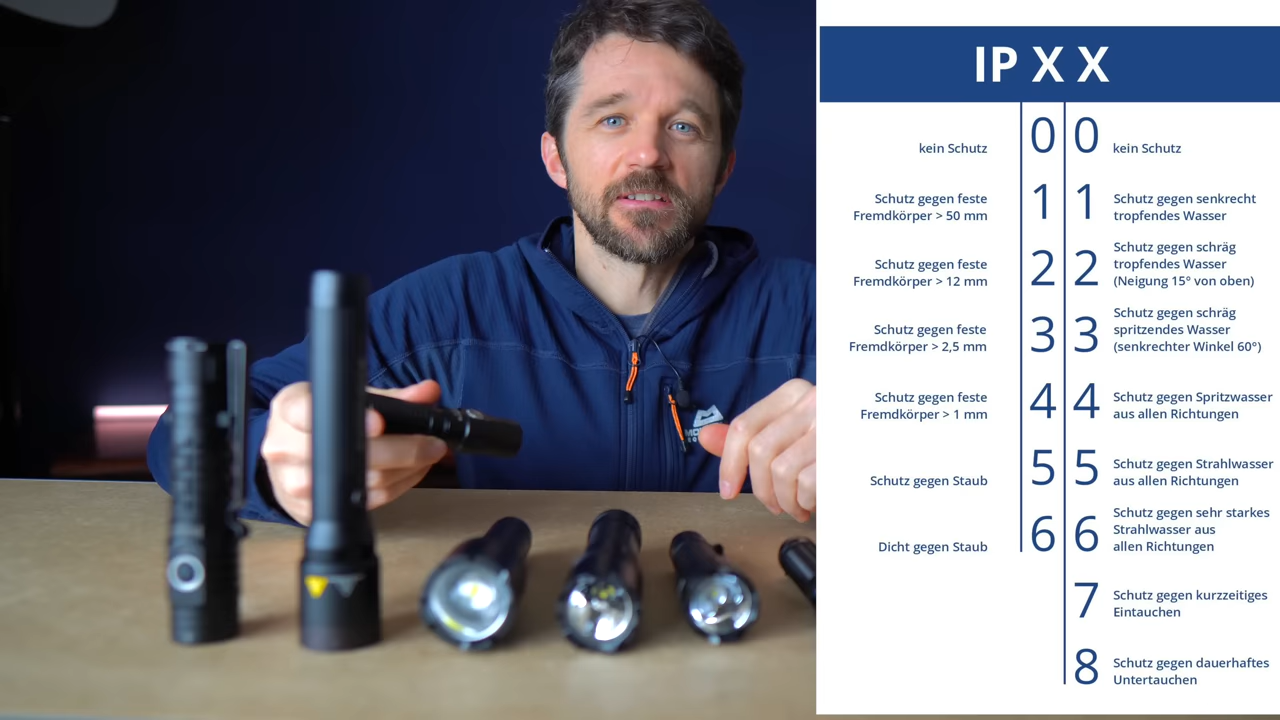 IP X X
kein Schutz 0 0 kein Schutz
Schutz gegen feste
Fremdkörper > 50 mm
1 1
Schutz gegen senkrecht
tropfendes Wasser
Schutz gegen feste
Fremdkörper > 12 mm
2 2
Schutz gegen schräg
tropfendes Wasser
(Neigung 15° von oben)
Schutz gegen feste
Fremdkörper > 2,5 mm
3 3
Schutz gegen schräg
spritzendes Wasser
(senkrechter Winkel 60°)
Schutz gegen feste
Fremdkörper > 1 mm
4 4
Schutz gegen Spritzwasser
aus allen Richtungen
Schutz gegen Staub
5 5
Schutz gegen Strahlwasser
aus allen Richtungen
Dicht gegen Staub
6 6
Schutz gegen sehr starkes
Strahlwasser aus
allen Richtungen
7
Schutz gegen kurzzeitiges
Eintauchen
8
Schutz gegen dauerhaftes
Untertauchen